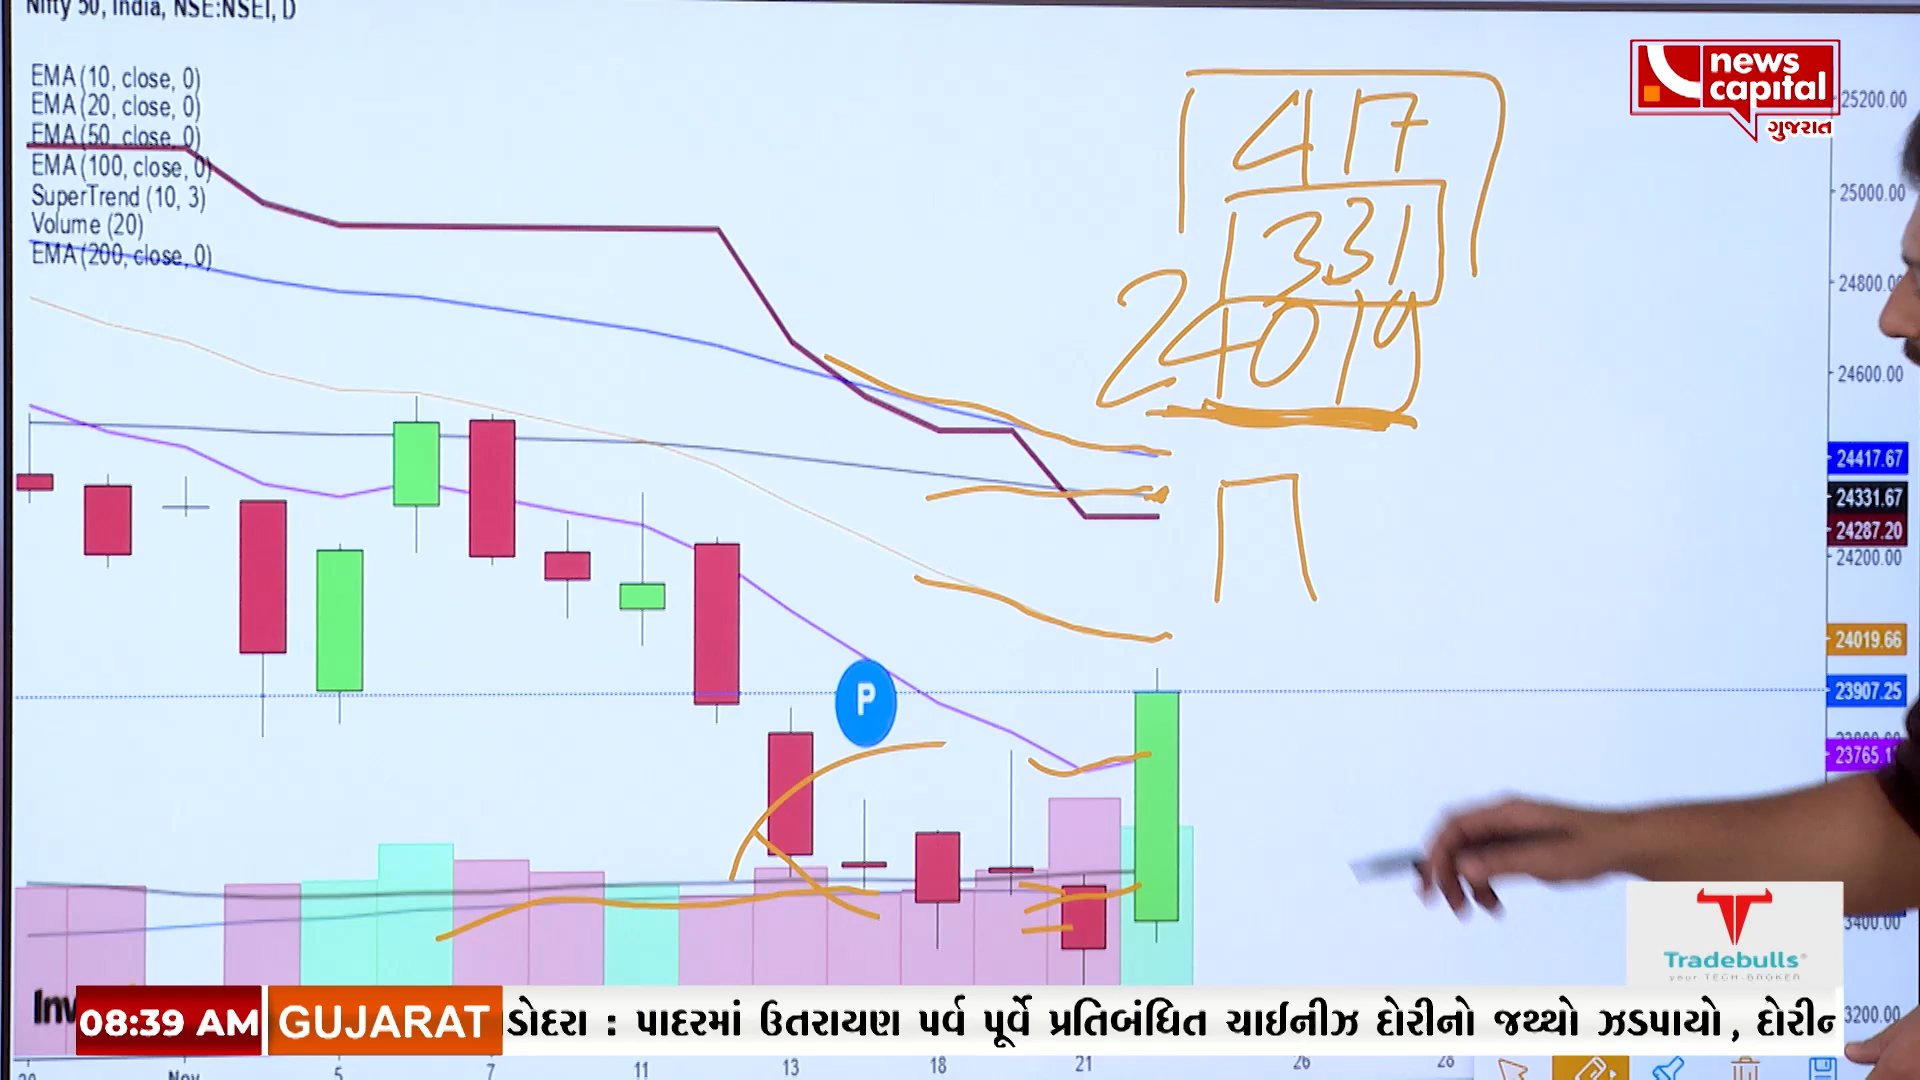 Nifty 50, India, NSE:NSEI, D
EMA (10, close, 0)
EMA (20, close, 0)
EMA (50, close, 0)
EMA (100, close, 0)
SuperTrend (10, 3)
Volume (20)
EMA (200, close, 0)
417
331
24019
news
capital
ગુજરાત
25200.00
25000.00
24800.00
24600.00
24417.67
24331.67
24287.20
24200.00
24019.66
23907.25
P
Tradebulls
your TECH-BROKER
08:39 AM
GUJARAT
ડોદરા : પાદરમાં ઉતરાયણ પર્વ પૂર્વે પ્રતિબંધિત ચાઈનીઝ દોરીનો જથ્થો ઝડપાયો,
Nov
5
7
11
13
18
21
26
28